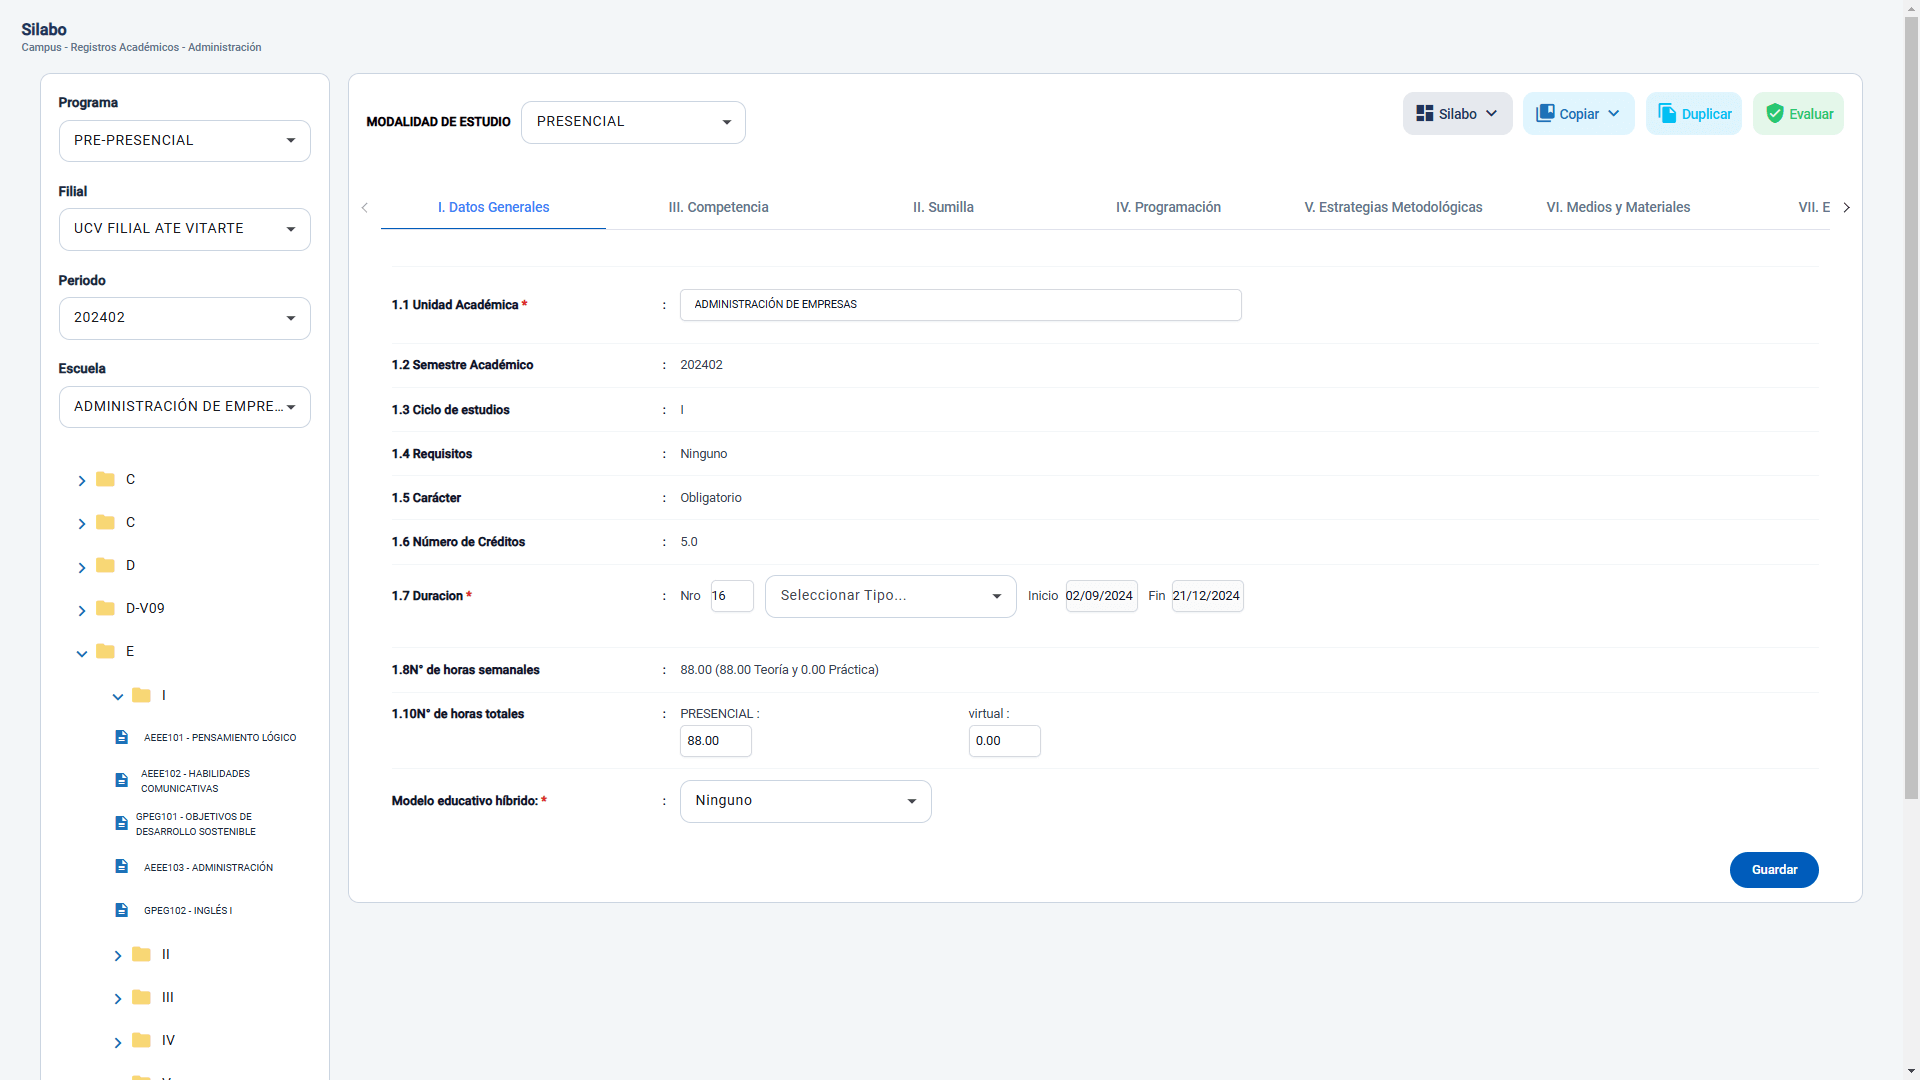 Silabo
Campus - Registros Académicos - Administración
Programa
PRE-PRESENCIAL
Filial
UCV FILIAL ATE VITARTE
Periodo
202402
Escuela
ADMINISTRACIÓN DE EMPRE...
C
C
D
D-V09
E
I
AEEE101 - PENSAMIENTO LÓGICO
AEEE102 - HABILIDADES
COMUNICATIVAS
GPEG101 - OBJETIVOS DE
DESARROLLO SOSTENIBLE
AEEE103 - ADMINISTRACIÓN
GPEG102 - INGLÉS I
II
III
IV
MODALIDAD DE ESTUDIO PRESENCIAL
Silabo Copiar Duplicar Evaluar
I. Datos Generales III. Competencia II. Sumilla IV. Programación V. Estrategias Metodológicas VI. Medios y Materiales VII. E
1.1 Unidad Académica * : ADMINISTRACIÓN DE EMPRESAS
1.2 Semestre Académico : 202402
1.3 Ciclo de estudios : I
1.4 Requisitos : Ninguno
1.5 Carácter : Obligatorio
1.6 Número de Créditos : 5.0
1.7 Duracion * : Nro 16 Seleccionar Tipo... Inicio 02/09/2024 Fin 21/12/2024
1.8N° de horas semanales : 88.00 (88.00 Teoría y 0.00 Práctica)
1.10N° de horas totales : PRESENCIAL : virtual :
88.00 0.00
Modelo educativo híbrido: * : Ninguno
Guardar